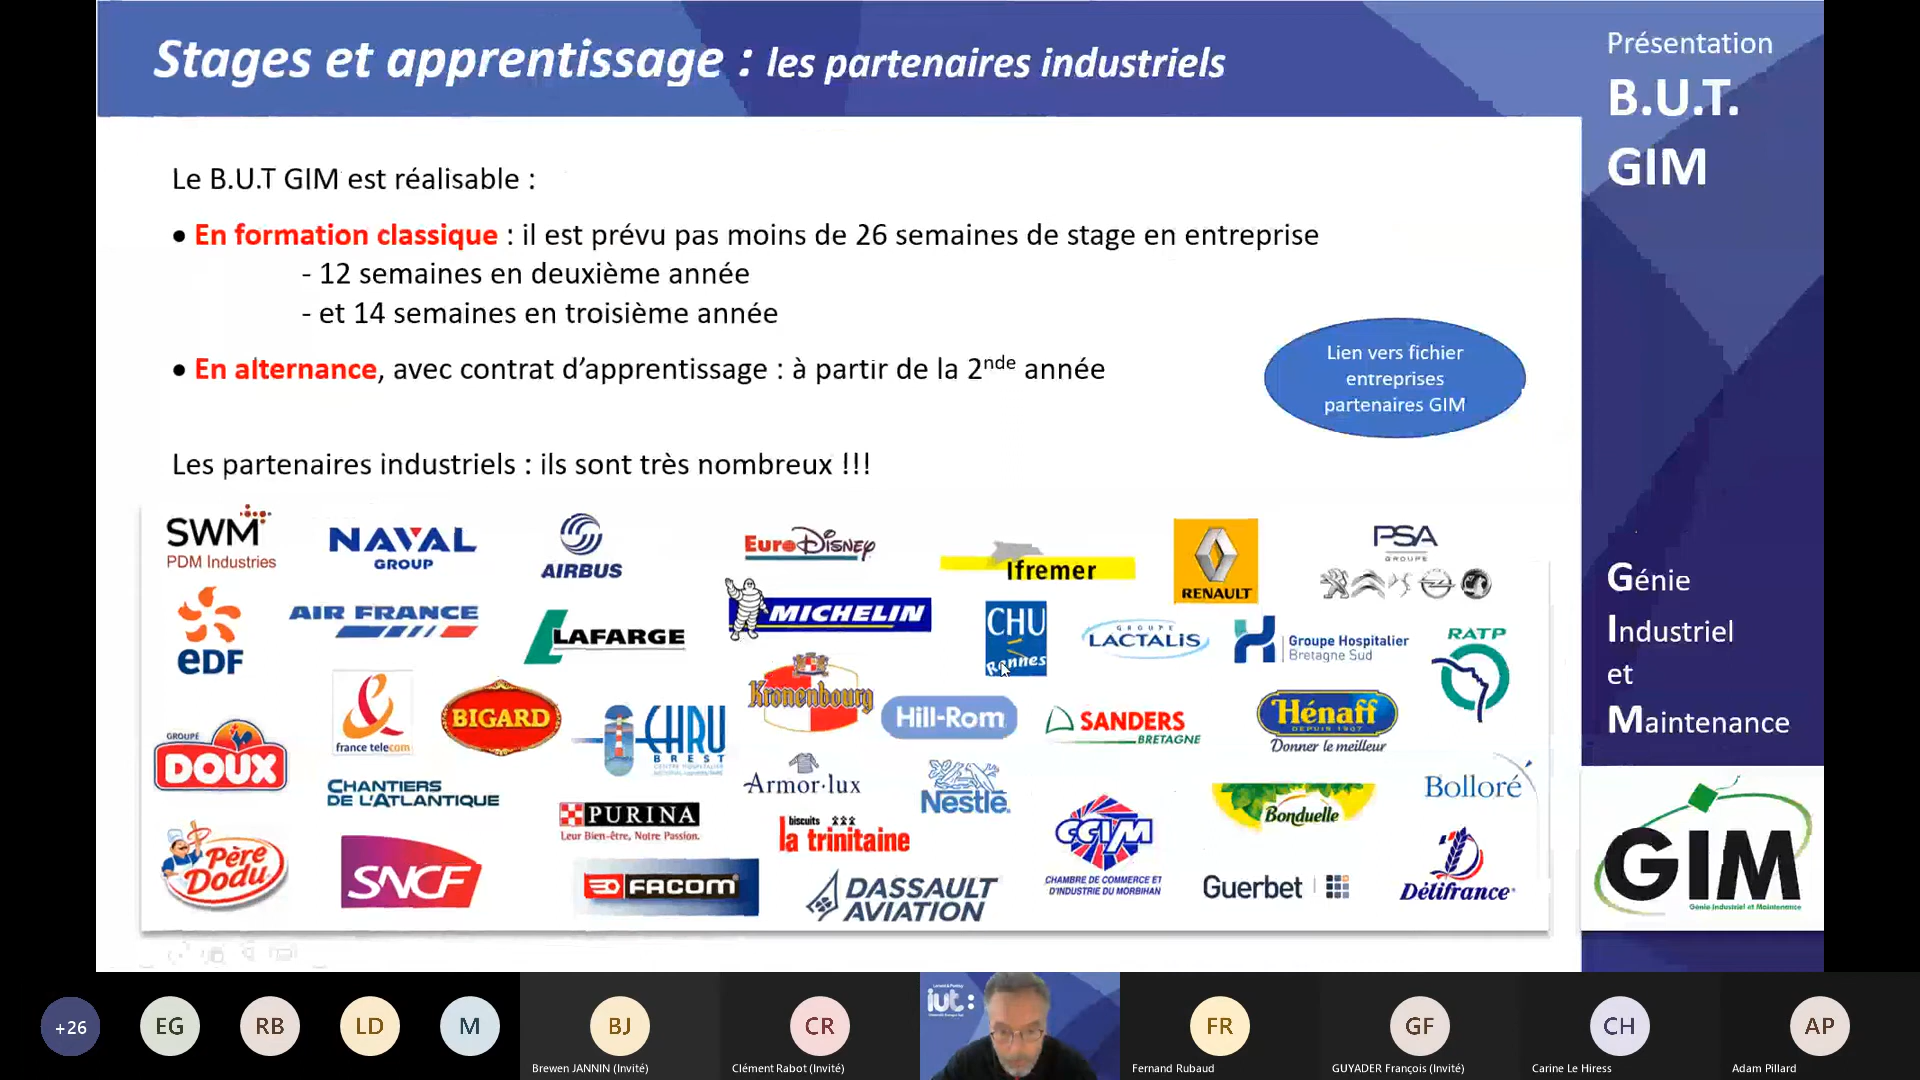 Stages et apprentissage : les partenaires industriels
Présentation
B.U.T.
GIM
Le B.U.T GIM est réalisable :
• En formation classique : il est prévu pas moins de 26 semaines de stage en entreprise
- 12 semaines en deuxième année
- et 14 semaines en troisième année
• En alternance, avec contrat d’apprentissage : à partir de la 2nde année
Lien vers fichier
entreprises
partenaires GIM
Les partenaires industriels : ils sont très nombreux !!!
SWM
PDM Industries
NAVAL
GROUP
AIRBUS
EURODISNEY
Ifremer
RENAULT
PSA
GROUPE
eDF
AIR FRANCE
LAFARGE
MICHELIN
CHU
Rennes
GROUPE
LACTALIS
Groupe Hospitalier
Bretagne Sud
RATP
france telecom
BIGARD
CHRU
BREST
Kronenbourg
Hill-Rom
SANDERS
BRETAGNE
Hénaff
DEPUIS 1907
Donner le meilleur
GROUPE
DOUX
CHANTIERS
DE L'ATLANTIQUE
PURINA
Leur Bien-être, Notre Passion.
Armor·lux
Nestlé
biscuits
la trinitaine
CCIM
CHAMBRE DE COMMERCE ET
D'INDUSTRIE DU MORBIHAN
Bonduelle
Bolloré
Père
Dodu
SNCF
FACOM
DASSAULT
AVIATION
Guerbet
Délifrance
Génie
Industriel
et
Maintenance
GIM
Génie Industriel et Maintenance
+26
EG
RB
LD
M
BJ
Brewen JANNIN (Invité)
CR
Clément Rabot (Invité)
iut:
FR
Fernand Rubaud
GF
GUYADER François (Invité)
CH
Carine Le Hiress
AP
Adam Pillard